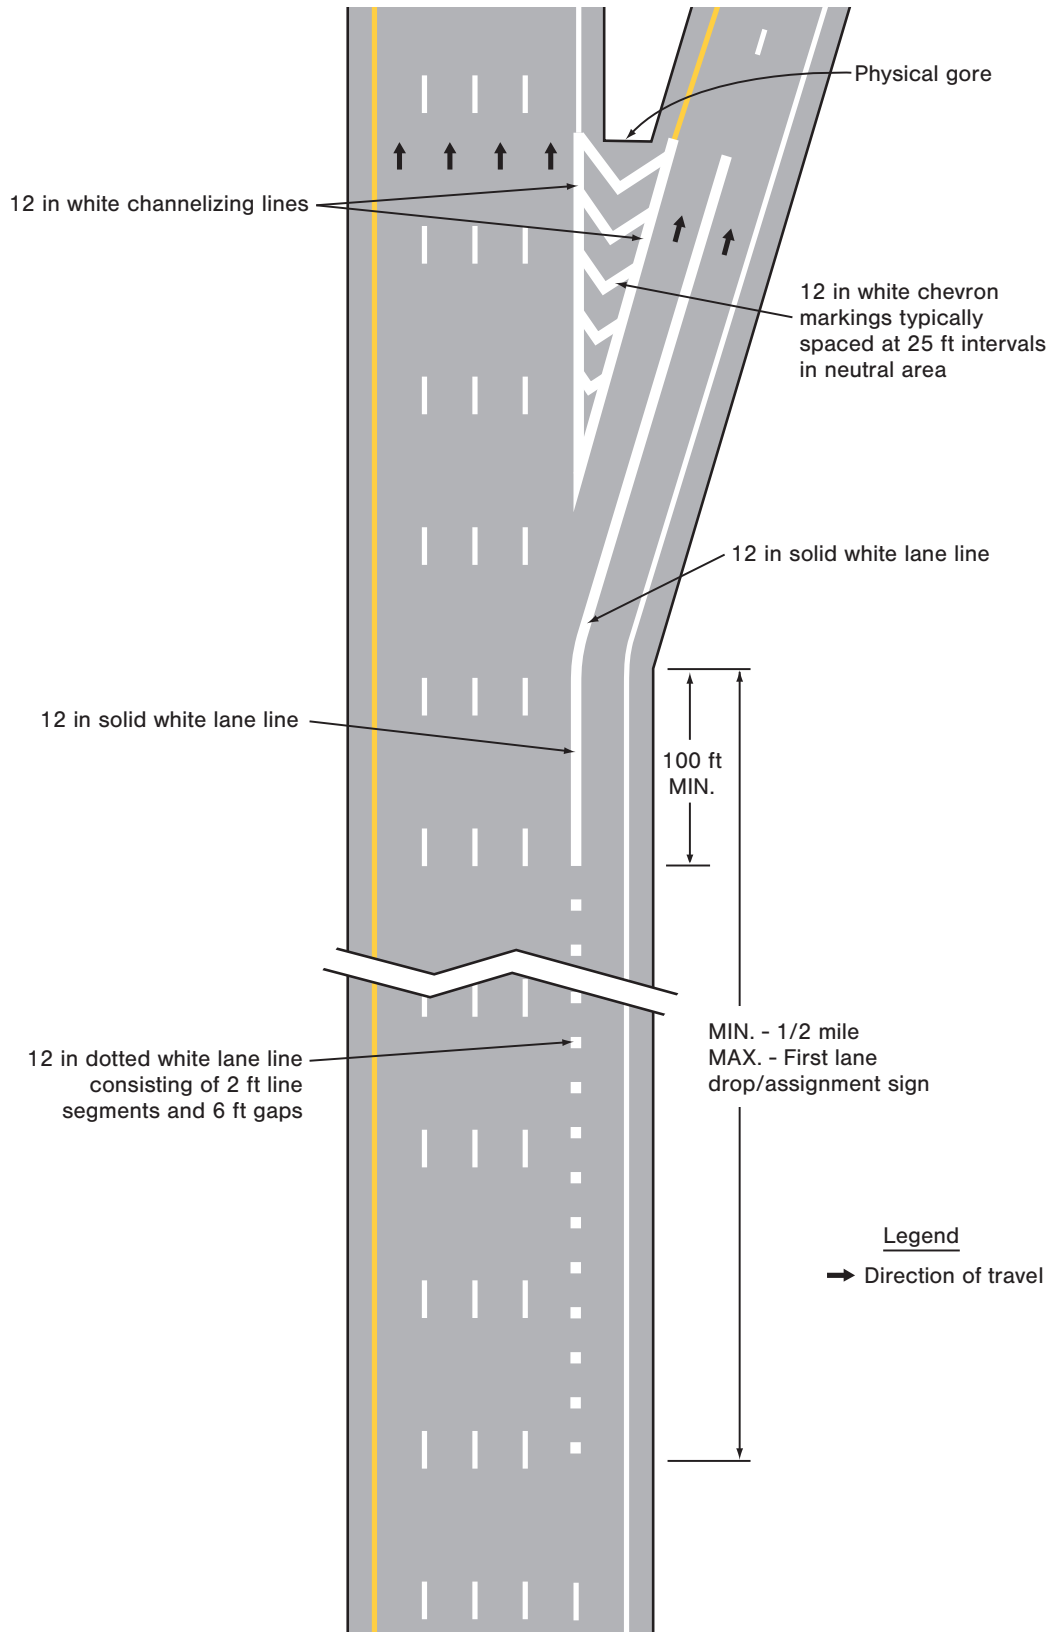 Physical gore
12 in white channelizing lines
12 in white chevron
markings typically
spaced at 25 ft intervals
in neutral area
12 in solid white lane line
12 in solid white lane line
100 ft
MIN.
MIN. - 1/2 mile
MAX. - First lane
drop/assignment sign
12 in dotted white lane line
consisting of 2 ft line
segments and 6 ft gaps
Legend
Direction of travel